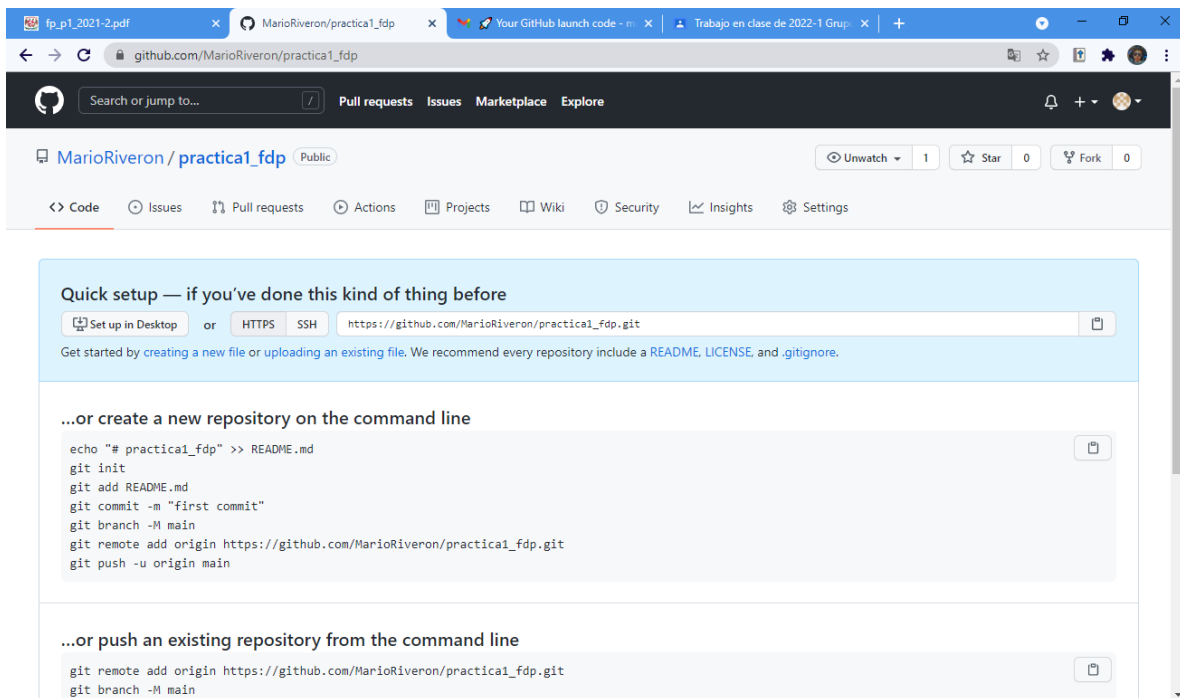 fp_p1_2021-2.pdf
MarioRiveron/practica1_fdp
Your GitHub launch code - m
Trabajo en clase de 2022-1 Grup
github.com/MarioRiveron/practica1_fdp
Search or jump to... /
Pull requests Issues Marketplace Explore
MarioRiveron / practica1_fdp Public
Unwatch 1 Star 0 Fork 0
<> Code Issues Pull requests Actions Projects Wiki Security Insights Settings
Quick setup — if you've done this kind of thing before
Set up in Desktop or HTTPS SSH https://github.com/MarioRiveron/practica1_fdp.git
Get started by creating a new file or uploading an existing file. We recommend every repository include a README, LICENSE, and .gitignore.
...or create a new repository on the command line
echo "# practica1_fdp" >> README.md
git init
git add README.md
git commit -m "first commit"
git branch -M main
git remote add origin https://github.com/MarioRiveron/practica1_fdp.git
git push -u origin main
...or push an existing repository from the command line
git remote add origin https://github.com/MarioRiveron/practica1_fdp.git
git branch -M main